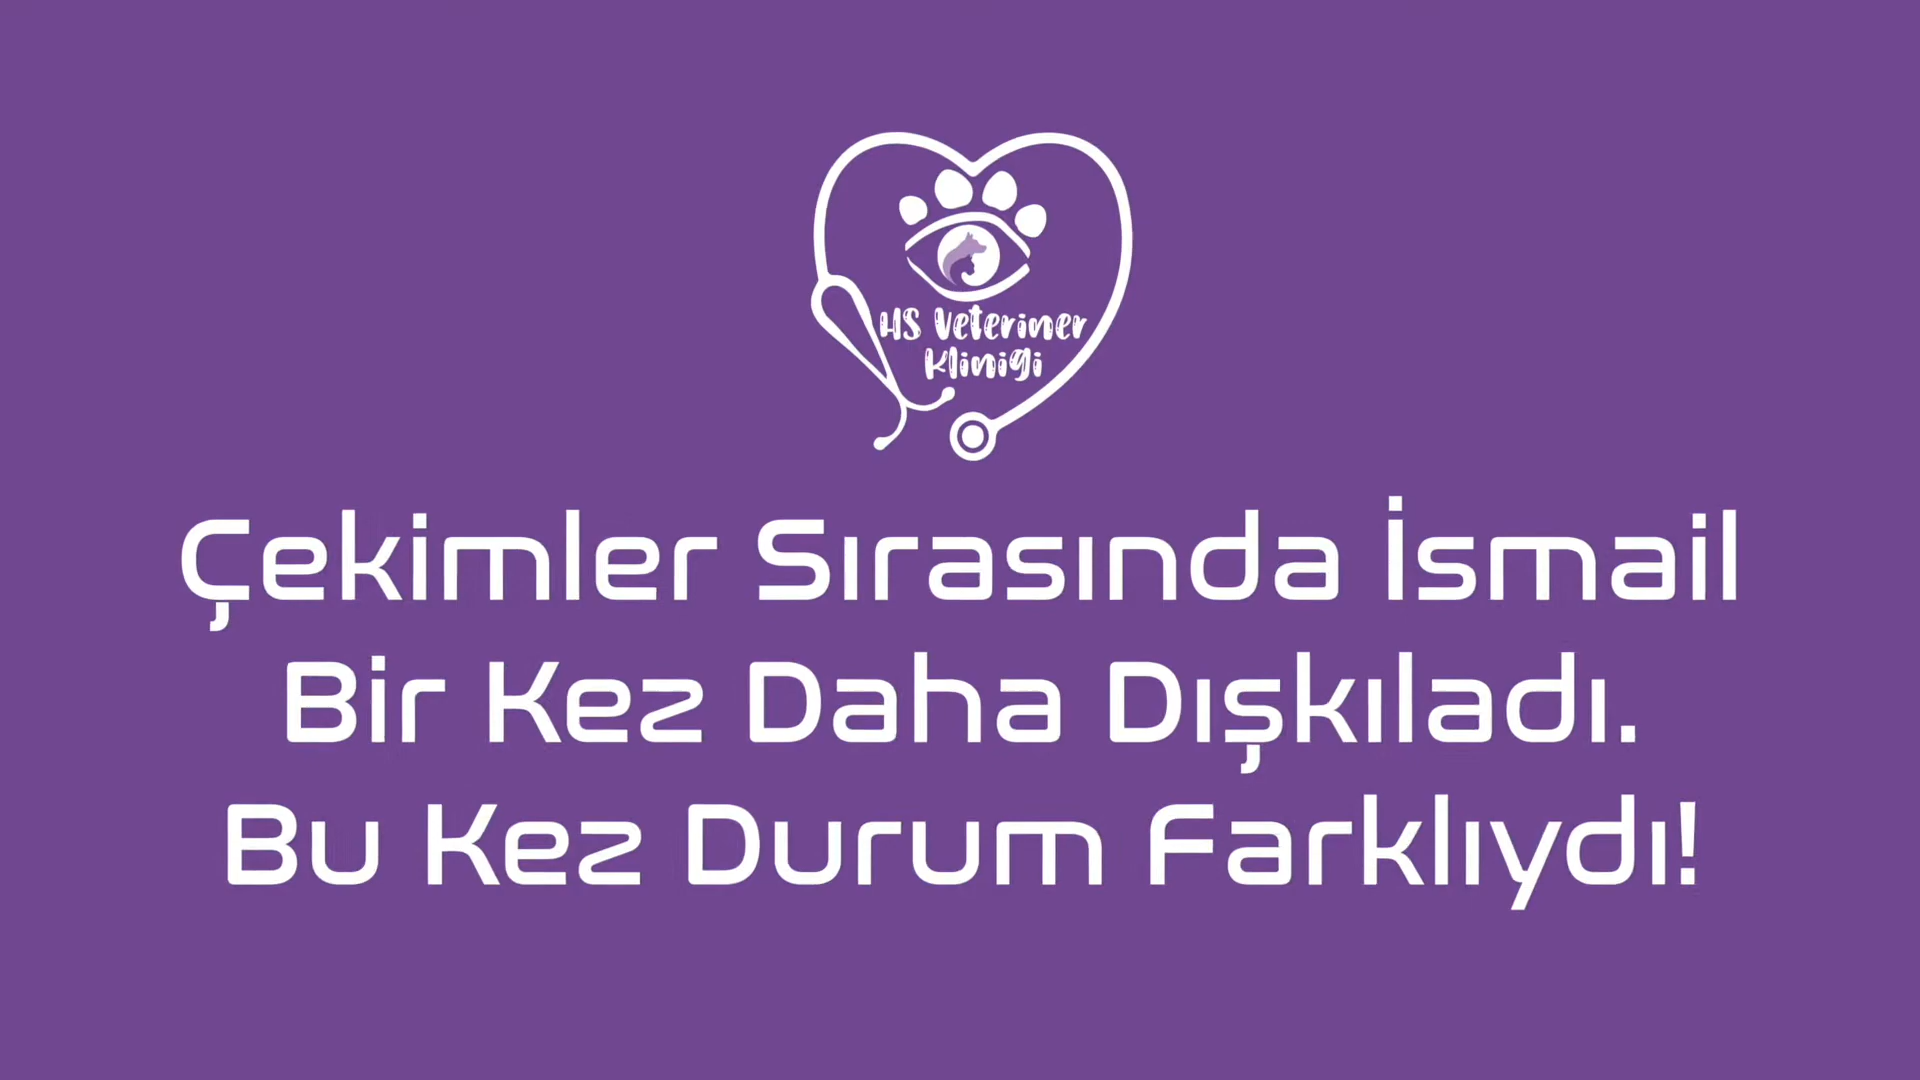 HS Veteriner
Kliniği
Çekimler Sırasında İsmail
Bir Kez Daha Dışkıladı.
Bu Kez Durum Farklıydı!